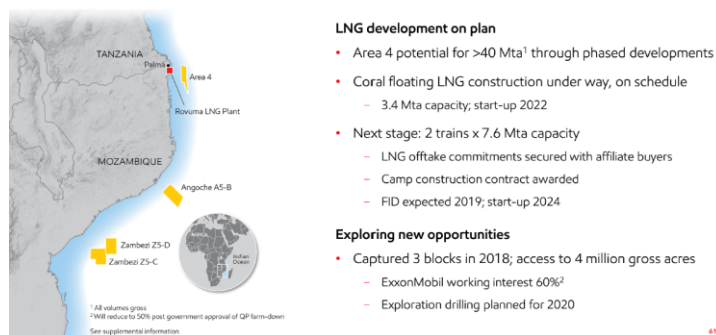 TANZANIA
Palma
Area 4
Rovuma LNG Plant
MOZAMBIQUE
Angoche A5-B
Zambezi Z5-D
Zambezi Z5-C
Indian
Ocean
¹ All volumes gross
² Will reduce to 50% post government approval of QP farm-down
See supplemental information
LNG development on plan
• Area 4 potential for >40 Mta¹ through phased developments
• Coral floating LNG construction under way, on schedule
– 3.4 Mta capacity; start-up 2022
• Next stage: 2 trains x 7.6 Mta capacity
– LNG offtake commitments secured with affiliate buyers
– Camp construction contract awarded
– FID expected 2019; start-up 2024
Exploring new opportunities
• Captured 3 blocks in 2018; access to 4 million gross acres
– ExxonMobil working interest 60%²
– Exploration drilling planned for 2020
61